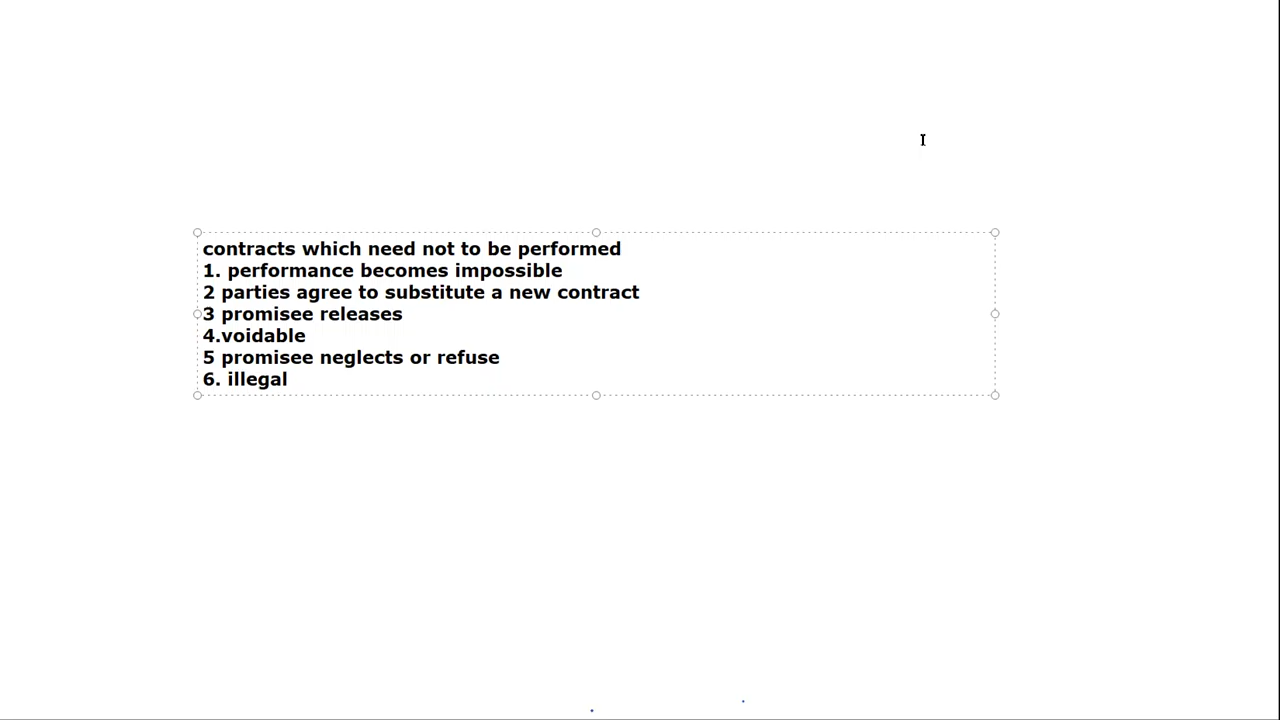 contracts which need not to be performed
1. performance becomes impossible
2 parties agree to substitute a new contract
3 promisee releases
4.voidable
5 promisee neglects or refuse
6. illegal